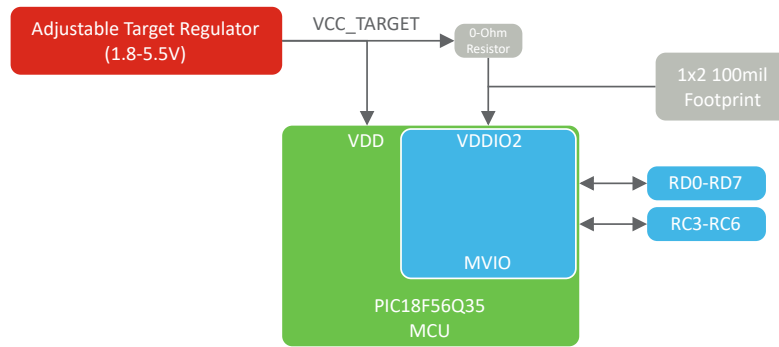 Adjustable Target Regulator
(1.8-5.5V)
VCC_TARGET
0-Ohm
Resistor
1x2 100mil
Footprint
VDD
VDDIO2
RD0-RD7
RC3-RC6
MVIO
PIC18F56Q35
MCU